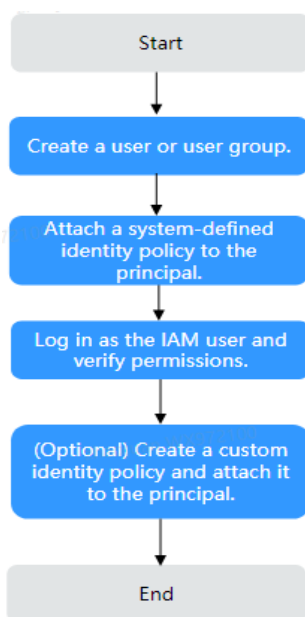 Start
Create a user or user group.
Attach a system-defined
identity policy to the
principal.
Log in as the IAM user and
verify permissions.
(Optional) Create a custom
identity policy and attach it
to the principal.
End